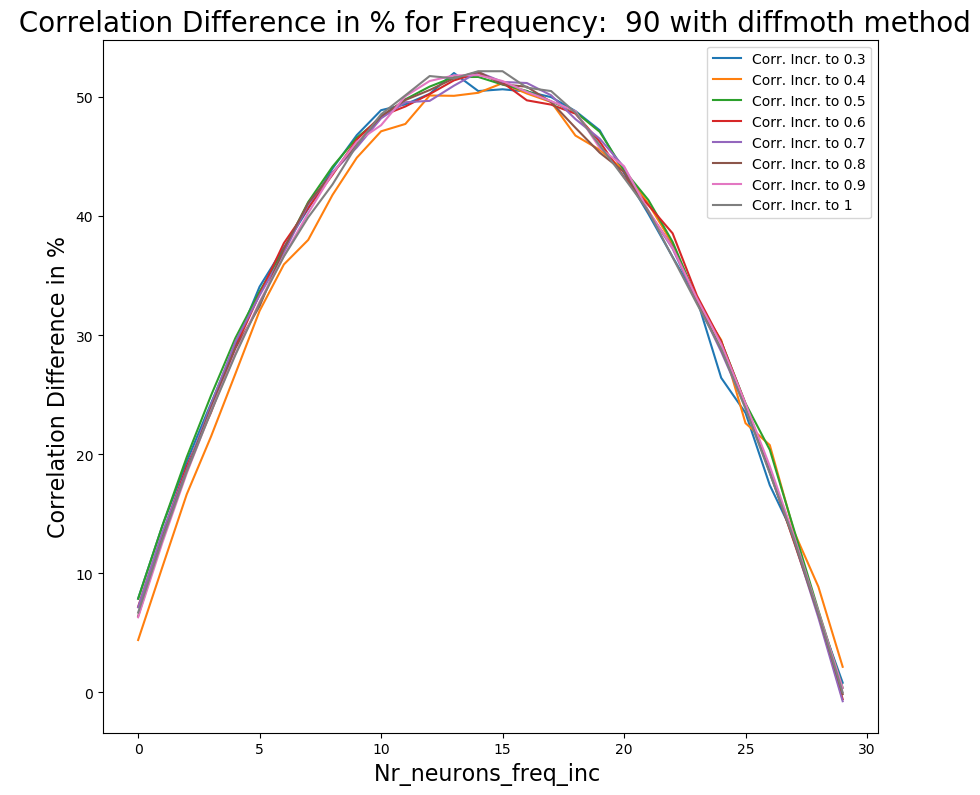 Correlation Difference in % for Frequency:  90 with diffmoth method
Corr. Incr. to 0.3
Corr. Incr. to 0.4
Corr. Incr. to 0.5
Corr. Incr. to 0.6
Corr. Incr. to 0.7
Corr. Incr. to 0.8
Corr. Incr. to 0.9
Corr. Incr. to 1
Correlation Difference in %
50
40
30
20
10
0
0 5 10 15 20 25 30
Nr_neurons_freq_inc